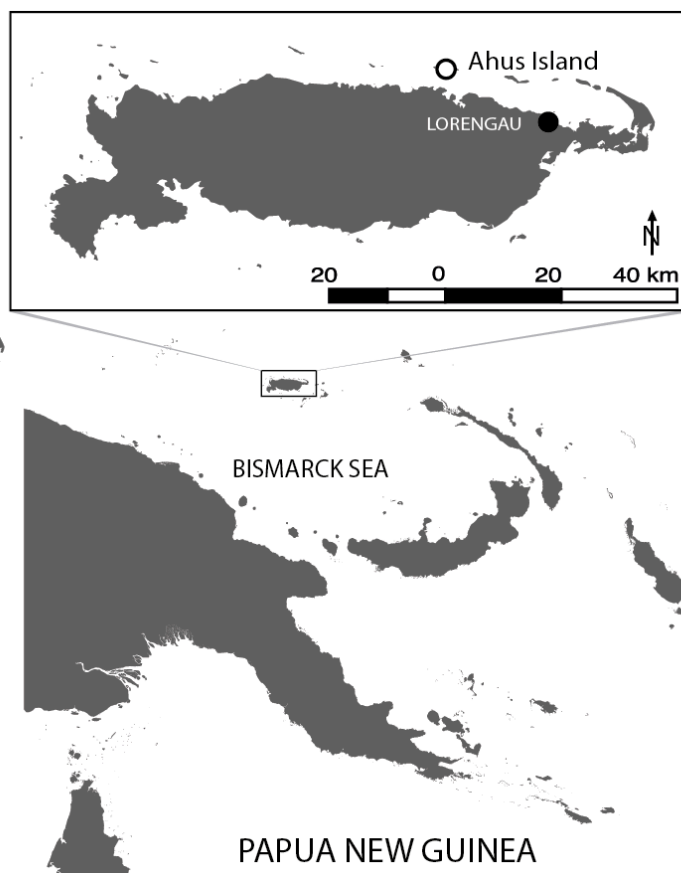 Ahus Island
LORENGAU
N
20 0 20 40 km
BISMARCK SEA
PAPUA NEW GUINEA